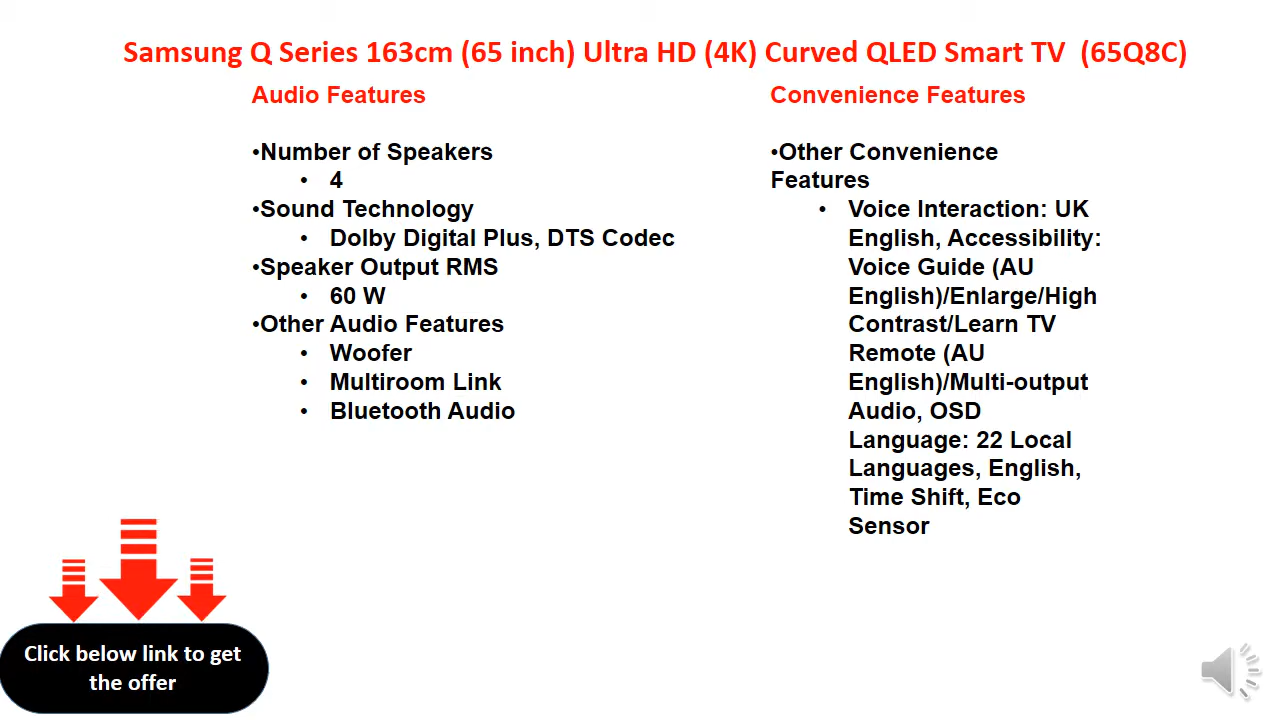 Samsung Q Series 163cm (65 inch) Ultra HD (4K) Curved QLED Smart TV (65Q8C)
Audio Features
•Number of Speakers
• 4
•Sound Technology
• Dolby Digital Plus, DTS Codec
•Speaker Output RMS
• 60 W
•Other Audio Features
• Woofer
• Multiroom Link
• Bluetooth Audio
Convenience Features
•Other Convenience
Features
• Voice Interaction: UK
English, Accessibility:
Voice Guide (AU
English)/Enlarge/High
Contrast/Learn TV
Remote (AU
English)/Multi-output
Audio, OSD
Language: 22 Local
Languages, English,
Time Shift, Eco
Sensor
Click below link to get
the offer